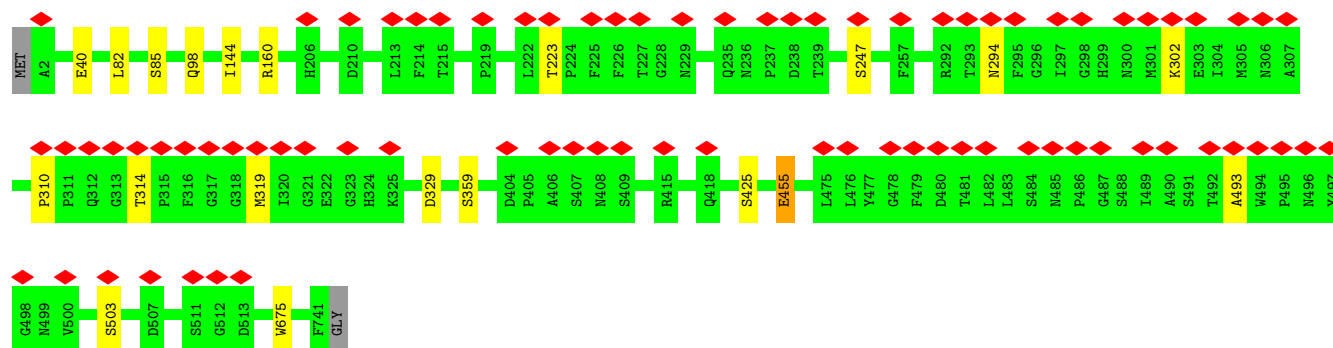 MET A2 E40 L82 S85 Q98 I144 R160 H206 D210 L213 F214 T215 P219 L222 T223 P224 F225 F226 T227 G228 N229 Q235 N236 P237 D238 T239 S247 F257 R292 T293 N294 F295 G296 I297 G298 H299 N300 M301 K302 E303 I304 M305 N306 A307
P310 P311 Q312 G313 T314 P315 F316 G317 G318 M319 I320 G321 E322 G323 H324 K325 D329 S359 D404 P405 A406 S407 N408 S409 R415 Q418 S425 E455 L475 L476 Y477 G478 F479 D480 T481 L482 L483 S484 N485 P486 G487 S488 I489 A490 S491 T492 A493 W494 P495 N496 Y497
G498 N499 V500 S503 D507 S511 G512 D513 W675 F741 GLY